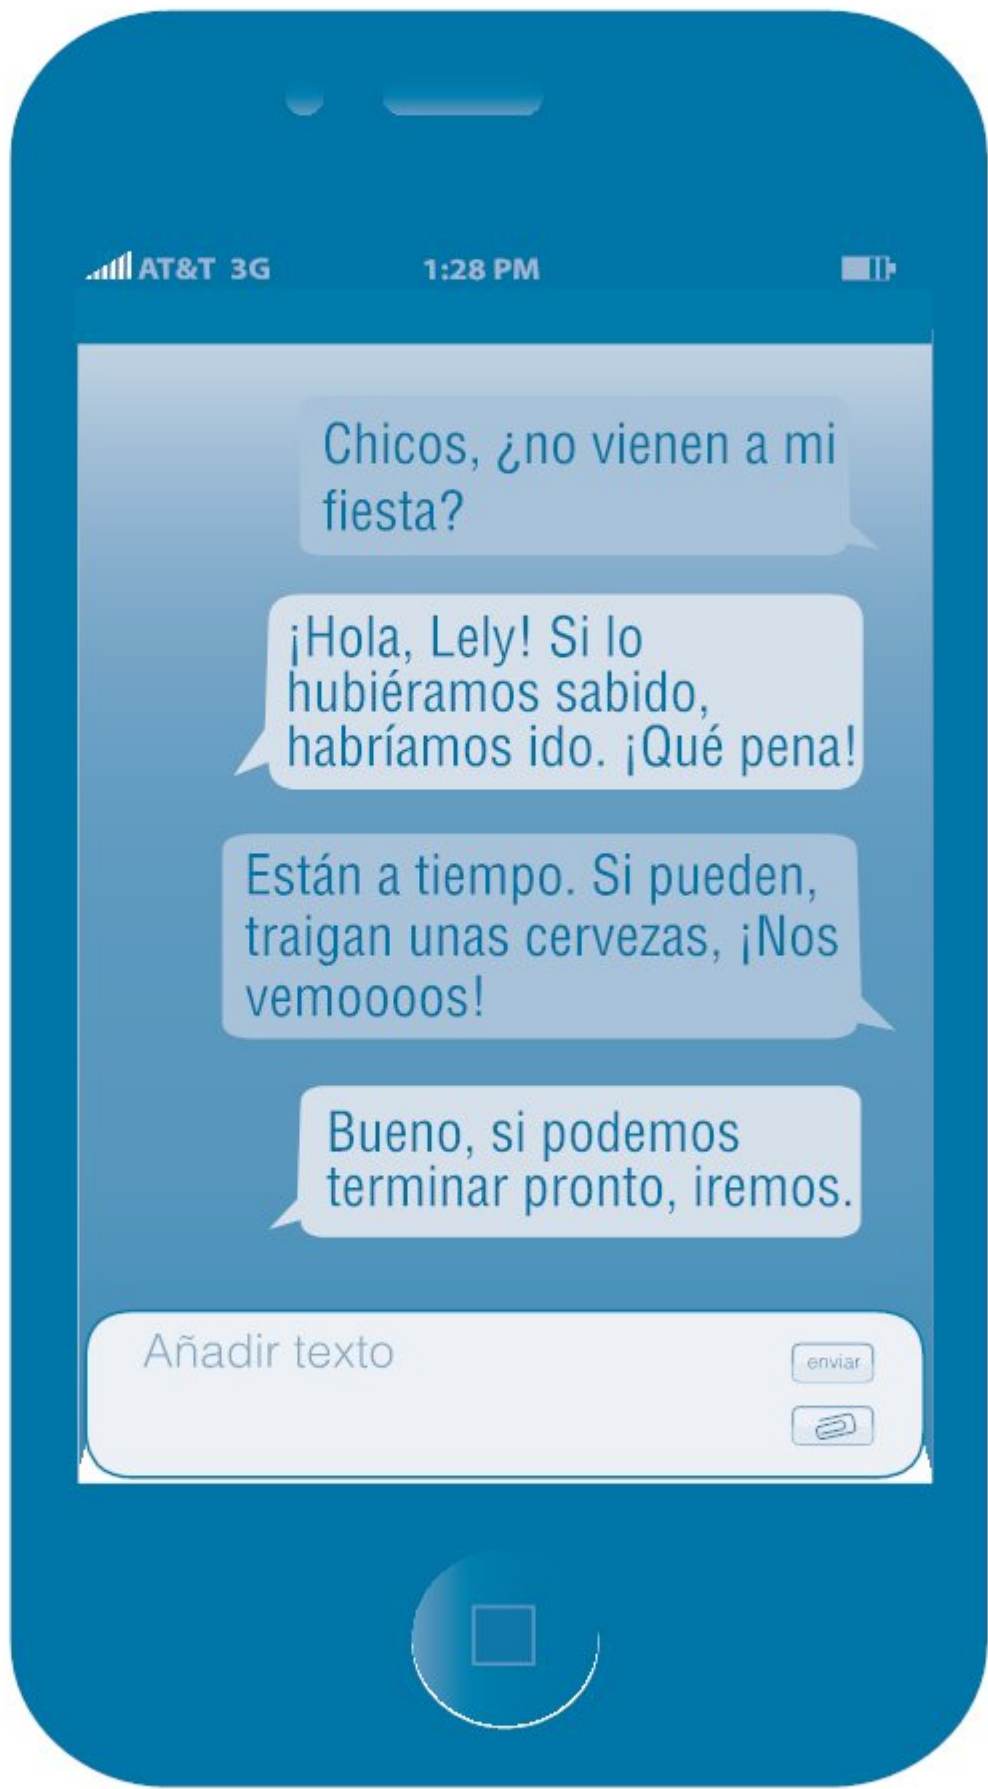 AT&T 3G 1:28 PM
Chicos, ¿no vienen a mi
fiesta?
¡Hola, Lely! Si lo
hubiéramos sabido,
habríamos ido. ¡Qué pena!
Están a tiempo. Si pueden,
traigan unas cervezas, ¡Nos
vemoooos!
Bueno, si podemos
terminar pronto, iremos.
Añadir texto
enviar